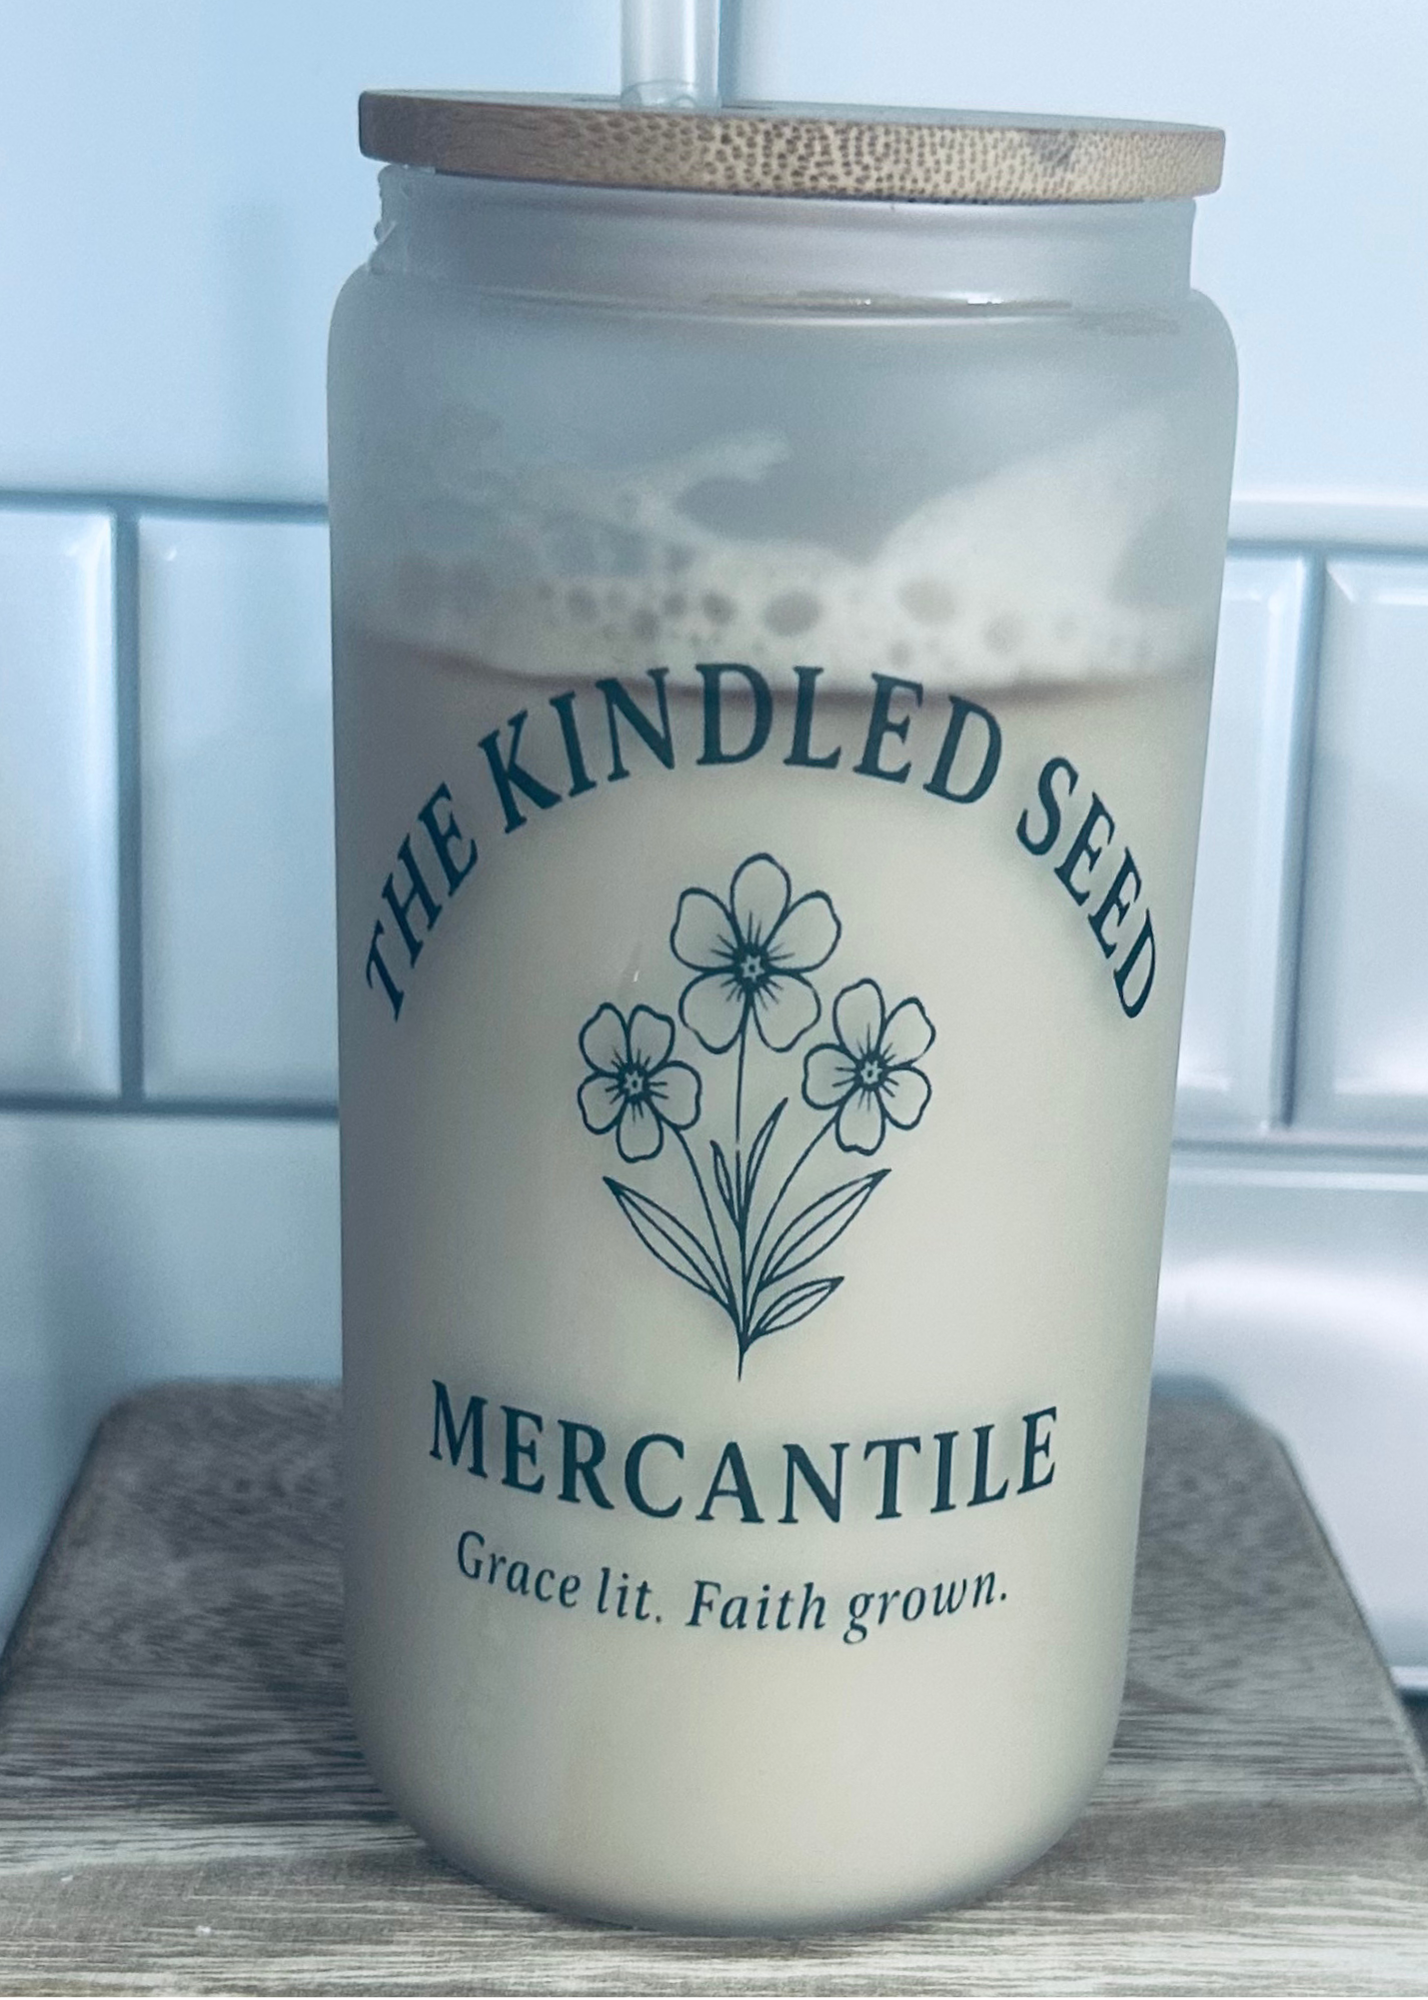 THE KINDLED SEED
MERCANTILE
Grace lit. Faith grown.